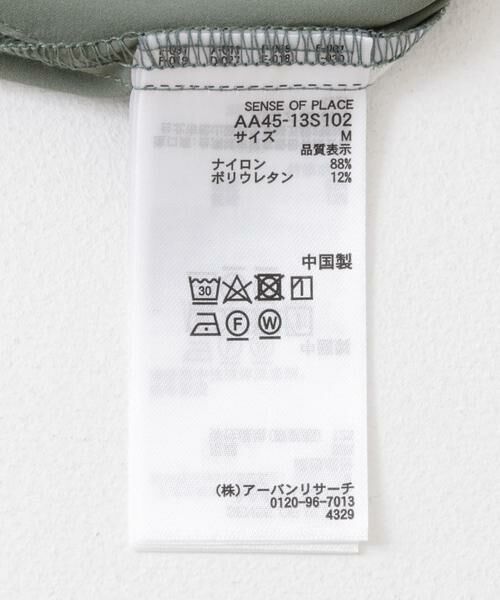 SENSE OF PLACE
AA45-13S102
サイズ M
品質表示
ナイロン 88%
ポリウレタン 12%
中国製
30
F W
(株)アーバンリサーチ
0120-96-7013
4329